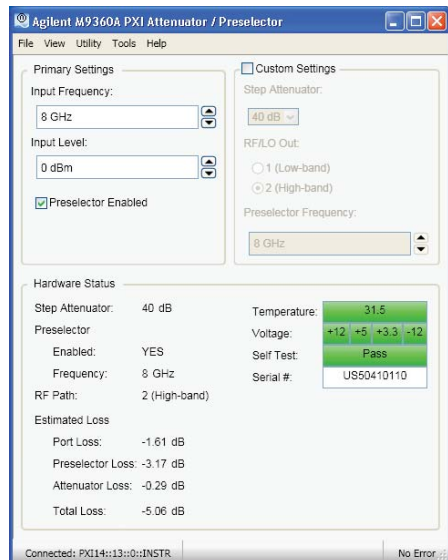 Agilent M9360A PXI Attenuator / Preselector
File View Utility Tools Help
Primary Settings
Input Frequency:
8 GHz
Input Level:
0 dBm
Preselector Enabled
Custom Settings
Step Attenuator:
40 dB
RF/LO Out:
1 (Low-band)
2 (High-band)
Preselector Frequency:
8 GHz
Hardware Status
Step Attenuator: 40 dB
Preselector
Enabled: YES
Frequency: 8 GHz
RF Path: 2 (High-band)
Estimated Loss
Port Loss: -1.61 dB
Preselector Loss: -3.17 dB
Attenuator Loss: -0.29 dB
Total Loss: -5.06 dB
Temperature: 31.5
Voltage: +12 +5 +3.3 -12
Self Test: Pass
Serial #: US50410110
Connected: PXI14::13::0::INSTR No Error